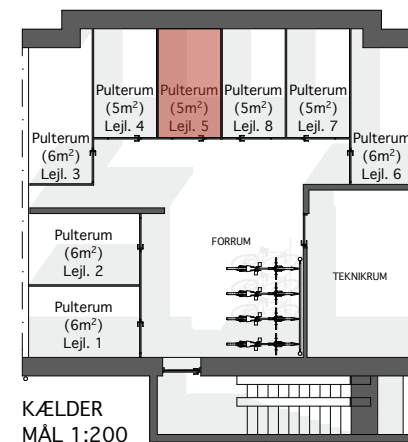 Pulterum
(5m²)
Lejl. 4
Pulterum
(5m²)
Lejl. 5
Pulterum
(5m²)
Lejl. 8
Pulterum
(5m²)
Lejl. 7
Pulterum
(6m²)
Lejl. 3
Pulterum
(6m²)
Lejl. 6
Pulterum
(6m²)
Lejl. 2
FORRUM
TEKNIKRUM
Pulterum
(6m²)
Lejl. 1
KÆLDER
MÅL 1:200